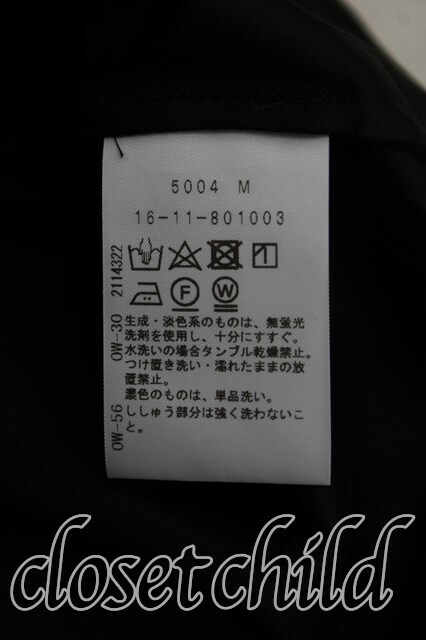 5004 M
16-11-801003
2114322
F
W
OW-30
生成・淡色系のものは、無蛍光
洗剤を使用し、十分にすすぐ。
水洗いの場合タンブル乾燥禁止。
つけ置き洗い・濡れたままの放
置禁止。
濃色のものは、単品洗い。
OW-56
ししゅう部分は強く洗わないこ
と。
closetchild